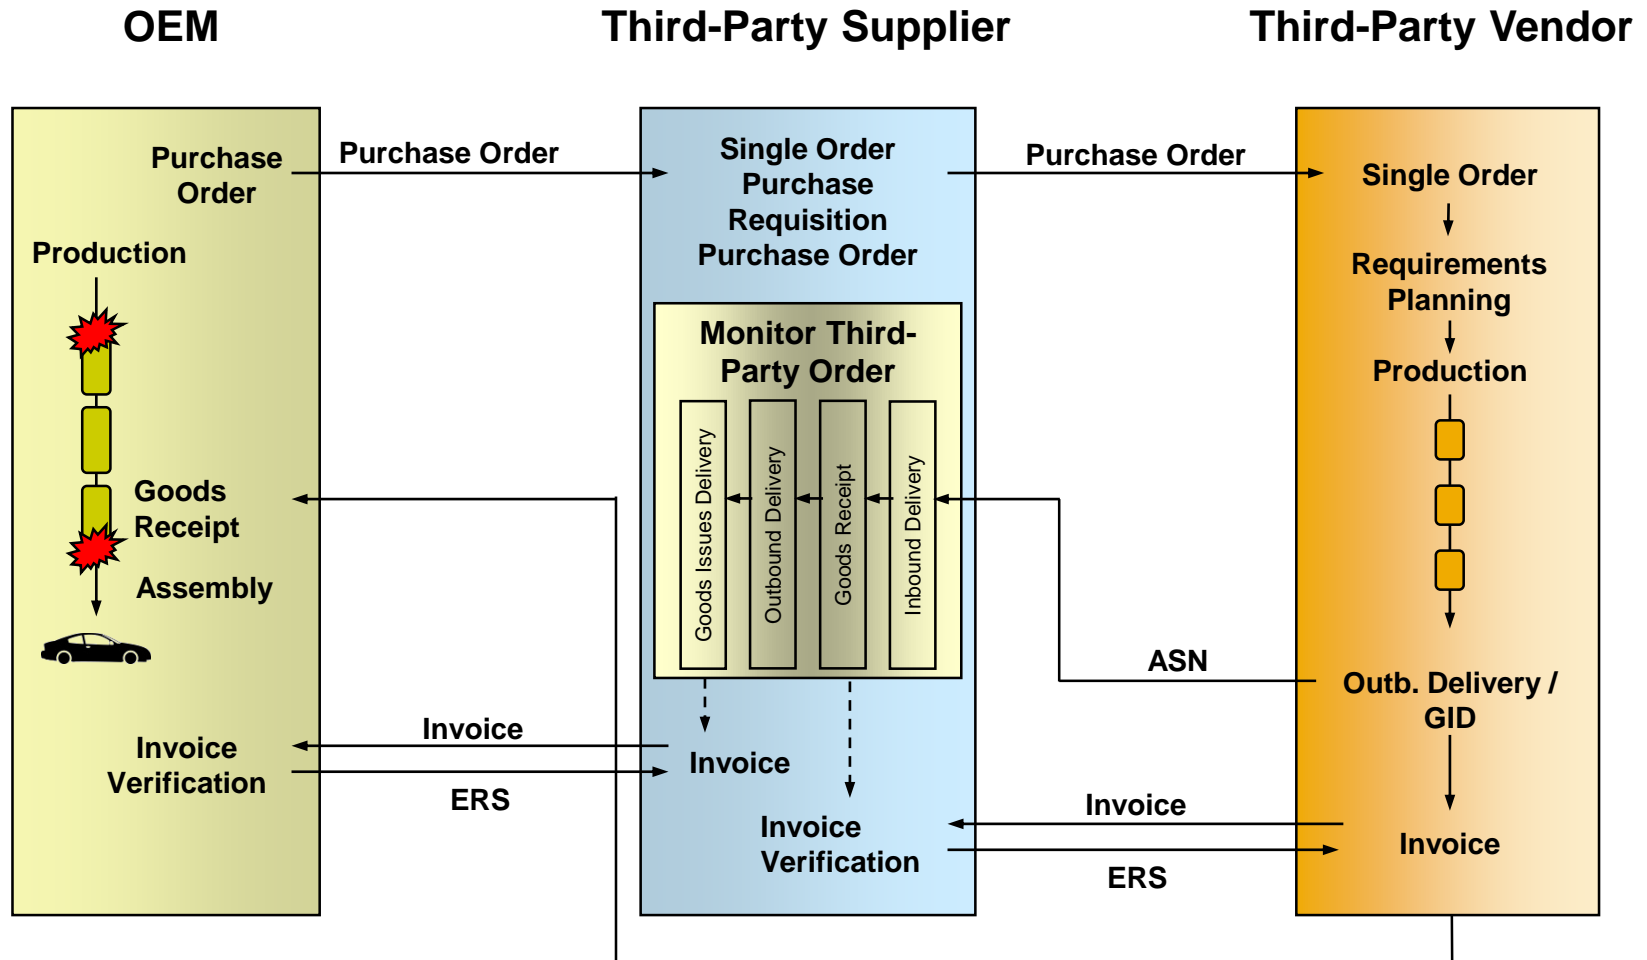 OEM
Third-Party Supplier
Third-Party Vendor
Purchase
Order
Production
Goods
Receipt
Assembly
Invoice
Verification
Purchase Order
Invoice
ERS
Single Order
Purchase
Requisition
Purchase Order
Monitor Third-
Party Order
Goods Issues Delivery
Outbound Delivery
Goods Receipt
Inbound Delivery
Invoice
Invoice
Verification
Purchase Order
ASN
Invoice
ERS
Single Order
Requirements
Planning
Production
Outb. Delivery /
GID
Invoice